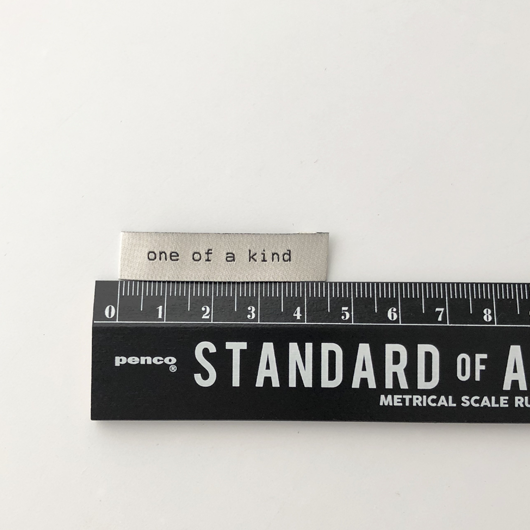 one of a kind
0 1 2 3 4 5 6 7 8
penco® STANDARD OF A
METRICAL SCALE RU